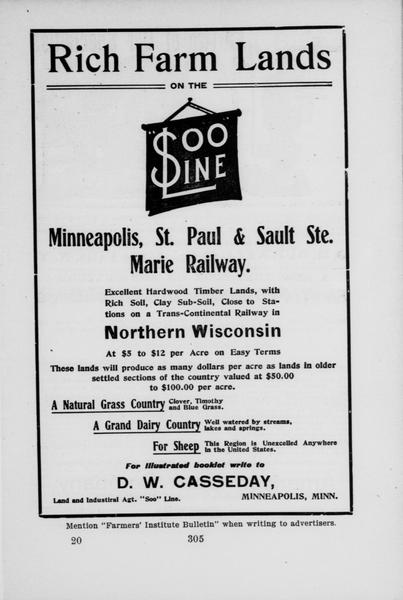 Rich Farm Lands
ON THE
"SOO
LINE"
Minneapolis, St. Paul & Sault Ste.
Marie Railway.
Excellent Hardwood Timber Lands, with
Rich Soil, Clay Sub-Soil, Close to Sta-
tions on a Trans-Continental Railway in
Northern Wisconsin
At $5 to $12 per Acre on Easy Terms
These lands will produce as many dollars per acre as lands in older
settled sections of the country valued at $50.00
to $100.00 per acre.
A Natural Grass Country Clover, Timothy
and Blue Grass.
A Grand Dairy Country Well watered by streams,
lakes and springs.
For Sheep This Region is Unexcelled Anywhere
in the United States.
For Illustrated booklet write to
D. W. CASSEDAY,
Land and Industiral Agt. "Soo" Line. MINNEAPOLIS, MINN.
Mention "Farmers' Institute Bulletin" when writing to advertisers.
20 305